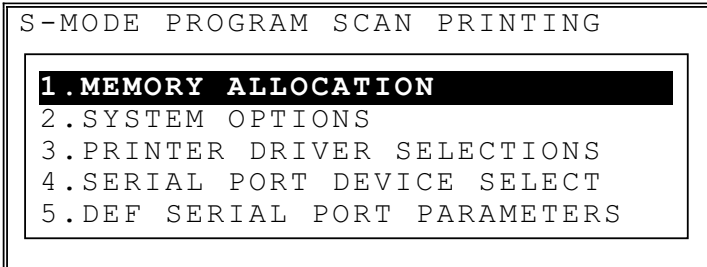 S-MODE PROGRAM SCAN PRINTING
1.MEMORY ALLOCATION
2.SYSTEM OPTIONS
3.PRINTER DRIVER SELECTIONS
4.SERIAL PORT DEVICE SELECT
5.DEF SERIAL PORT PARAMETERS